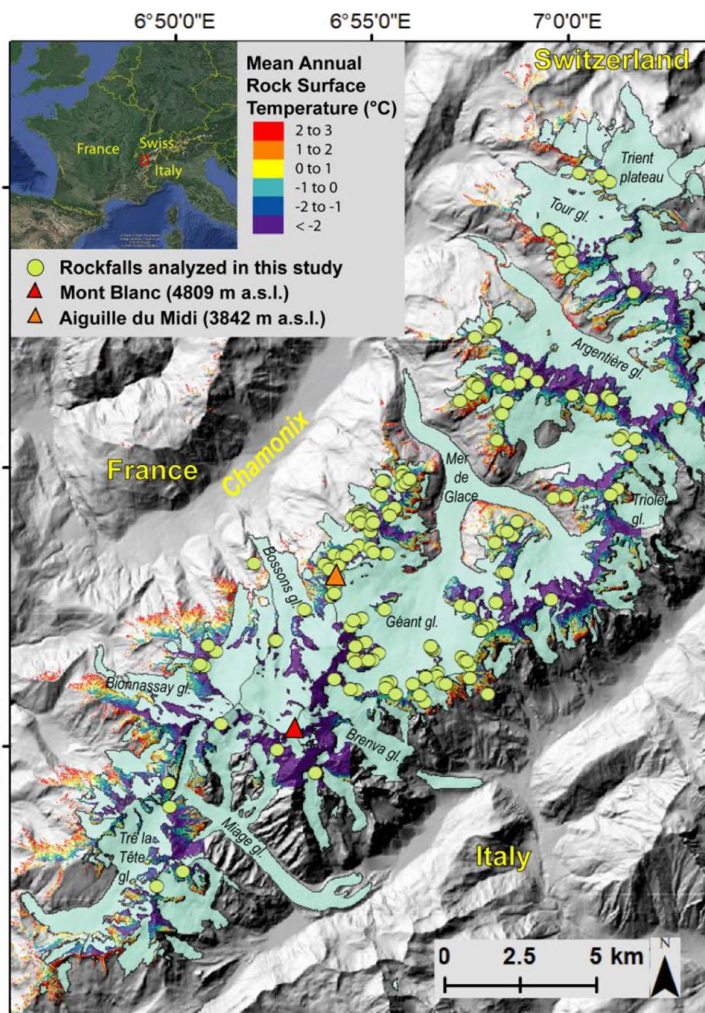 6°50'0"E
6°55'0"E
7°0'0"E
Switzerland
France
Swiss.
Italy
Mean Annual
Rock Surface
Temperature (°C)
2 to 3
1 to 2
0 to 1
-1 to 0
-2 to -1
< -2
Rockfalls analyzed in this study
Mont Blanc (4809 m a.s.l.)
Aiguille du Midi (3842 m a.s.l.)
Trient
plateau
Tour gl.
Argentière gl.
France
Chamonix
Mer
de
Glace
Triolet
gl.
Bossons gl.
Géant gl.
Bionnassay gl.
Brenva gl.
Miage gl.
Tré la
Tête
gl.
Italy
N
0
2.5
5 km